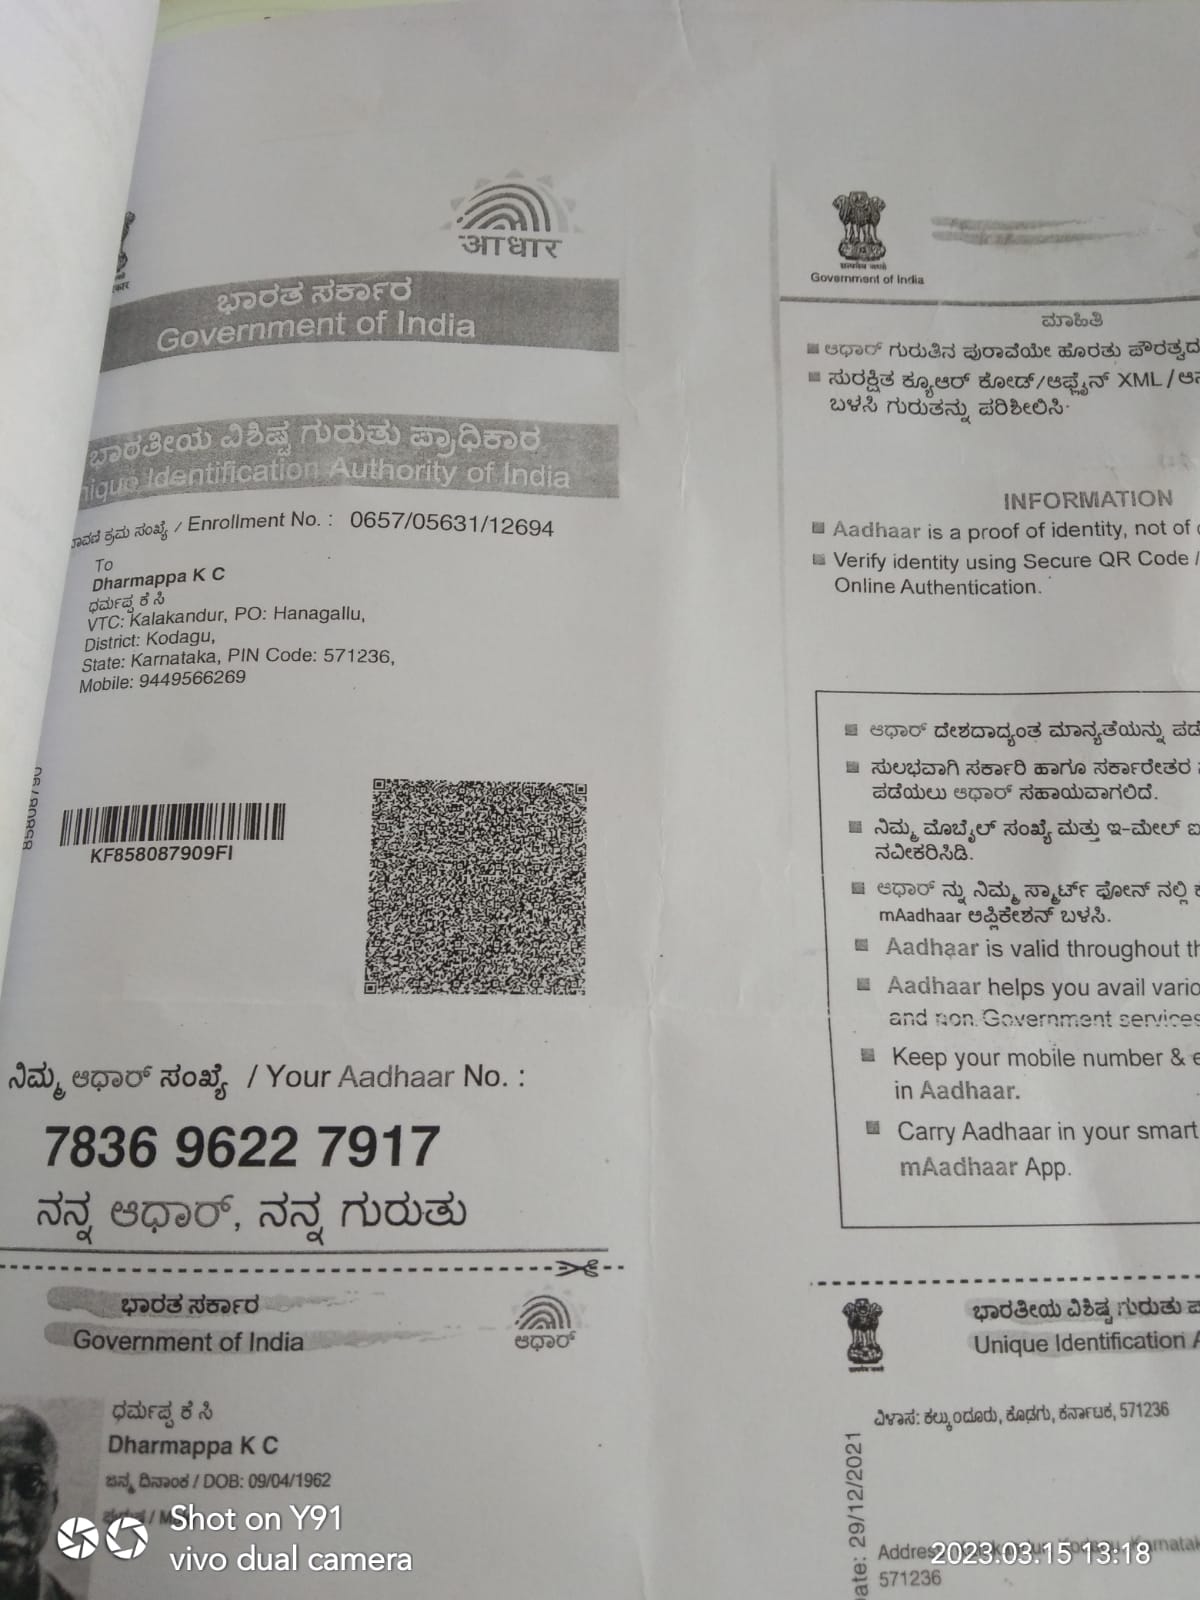 आधार
ಭಾರತ ಸರ್ಕಾರ
Government of India
ಭಾರತೀಯ ವಿಶಿಷ್ಟ ಗುರುತು ಪ್ರಾಧಿಕಾರ
Identification Authority of India
ಕ್ರಮ ಸಂಖ್ಯೆ / Enrollment No. : 0657/05631/12694
To
Dharmappa K C
ಧರ್ಮಪ್ಪ ಕೆ ಸಿ
VTC: Kalakandur, PO: Hanagallu,
District: Kodagu,
State: Karnataka, PIN Code: 571236,
Mobile: 9449566269
KF858087909FI
ನಿಮ್ಮ ಆಧಾರ್ ಸಂಖ್ಯೆ / Your Aadhaar No. :
7836 9622 7917
ನನ್ನ ಆಧಾರ್, ನನ್ನ ಗುರುತು
ಭಾರತ ಸರ್ಕಾರ
Government of India
ಆಧಾರ್
ಧರ್ಮಪ್ಪ ಕೆ ಸಿ
Dharmappa K C
ಜನ್ಮ ದಿನಾಂಕ / DOB: 09/04/1962
Shot on Y91
vivo dual camera
Government of India
ಮಾಹಿತಿ
ಆಧಾರ್ ಗುರುತಿನ ಪುರಾವೆಯೇ ಹೊರತು
ಸುರಕ್ಷಿತ ಕ್ಯೂಆರ್ ಕೋಡ್/ಆಫ್ಲೈನ್ XML /
ಬಳಸಿ ಗುರುತನ್ನು ಪರಿಶೀಲಿಸಿ.
INFORMATION
Aadhaar is a proof of identity, not of
Verify identity using Secure QR Code /
Online Authentication.
ಆಧಾರ್ ದೇಶದಾದ್ಯಂತ ಮಾನ್ಯತೆಯನ್ನು
ಸುಲಭವಾಗಿ ಸರ್ಕಾರಿ ಹಾಗೂ ಸರ್ಕಾರೇತರ
ಪಡೆಯಲು ಆಧಾರ್ ಸಹಾಯವಾಗಲಿದೆ.
ನಿಮ್ಮ ಮೊಬೈಲ್ ಸಂಖ್ಯೆ ಮತ್ತು ಇ-ಮೇಲ್
ನವೀಕರಿಸಿಡಿ.
ಆಧಾರ್ ನ್ನು ನಿಮ್ಮ ಸ್ಮಾರ್ಟ್ ಫೋನ್ ನಲ್ಲಿ
mAadhaar ಅಪ್ಲಿಕೇಶನ್ ಬಳಸಿ.
Aadhaar is valid throughout
Aadhaar helps you avail
and non Government services
Keep your mobile number &
in Aadhaar.
Carry Aadhaar in your smart
mAadhaar App.
ಭಾರತೀಯ ವಿಶಿಷ್ಟ ಗುರುತು
Unique Identification
ವಿಳಾಸ: ಕಲ್ಕುಂದೂರು, ಕೊಡಗು, ಕರ್ನಾಟಕ, 571236
29/12/2021
571236
2023.03.15 13:18